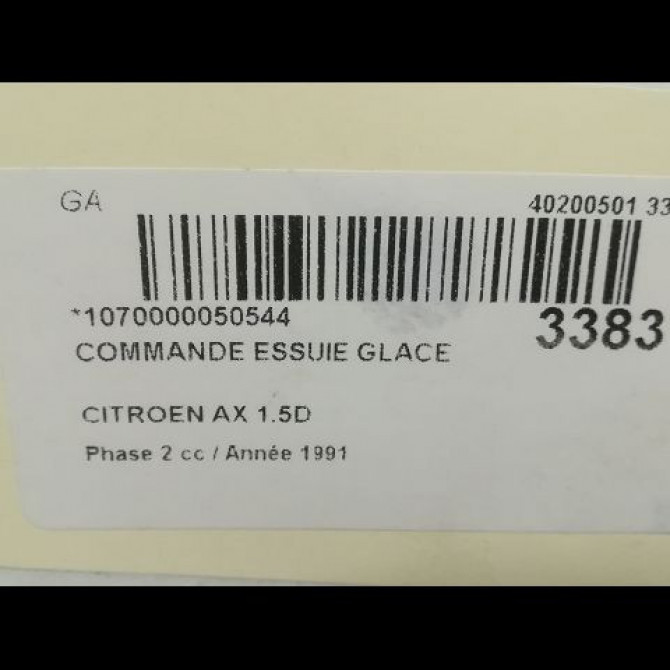 GA
40200501 33
*1070000050544
3383
COMMANDE ESSUIE GLACE
CITROEN AX 1.5D
Phase 2 cc / Année 1991